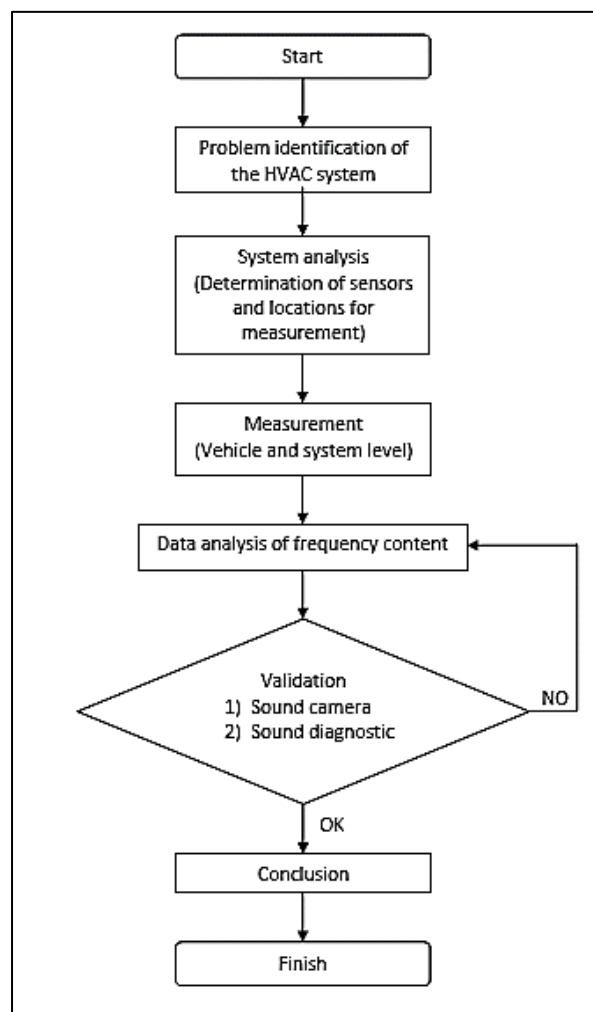 Start
Problem identification of
the HVAC system
System analysis
(Determination of sensors
and locations for
measurement)
Measurement
(Vehicle and system level)
Data analysis of frequency content
Validation
1) Sound camera
2) Sound diagnostic
NO
OK
Conclusion
Finish